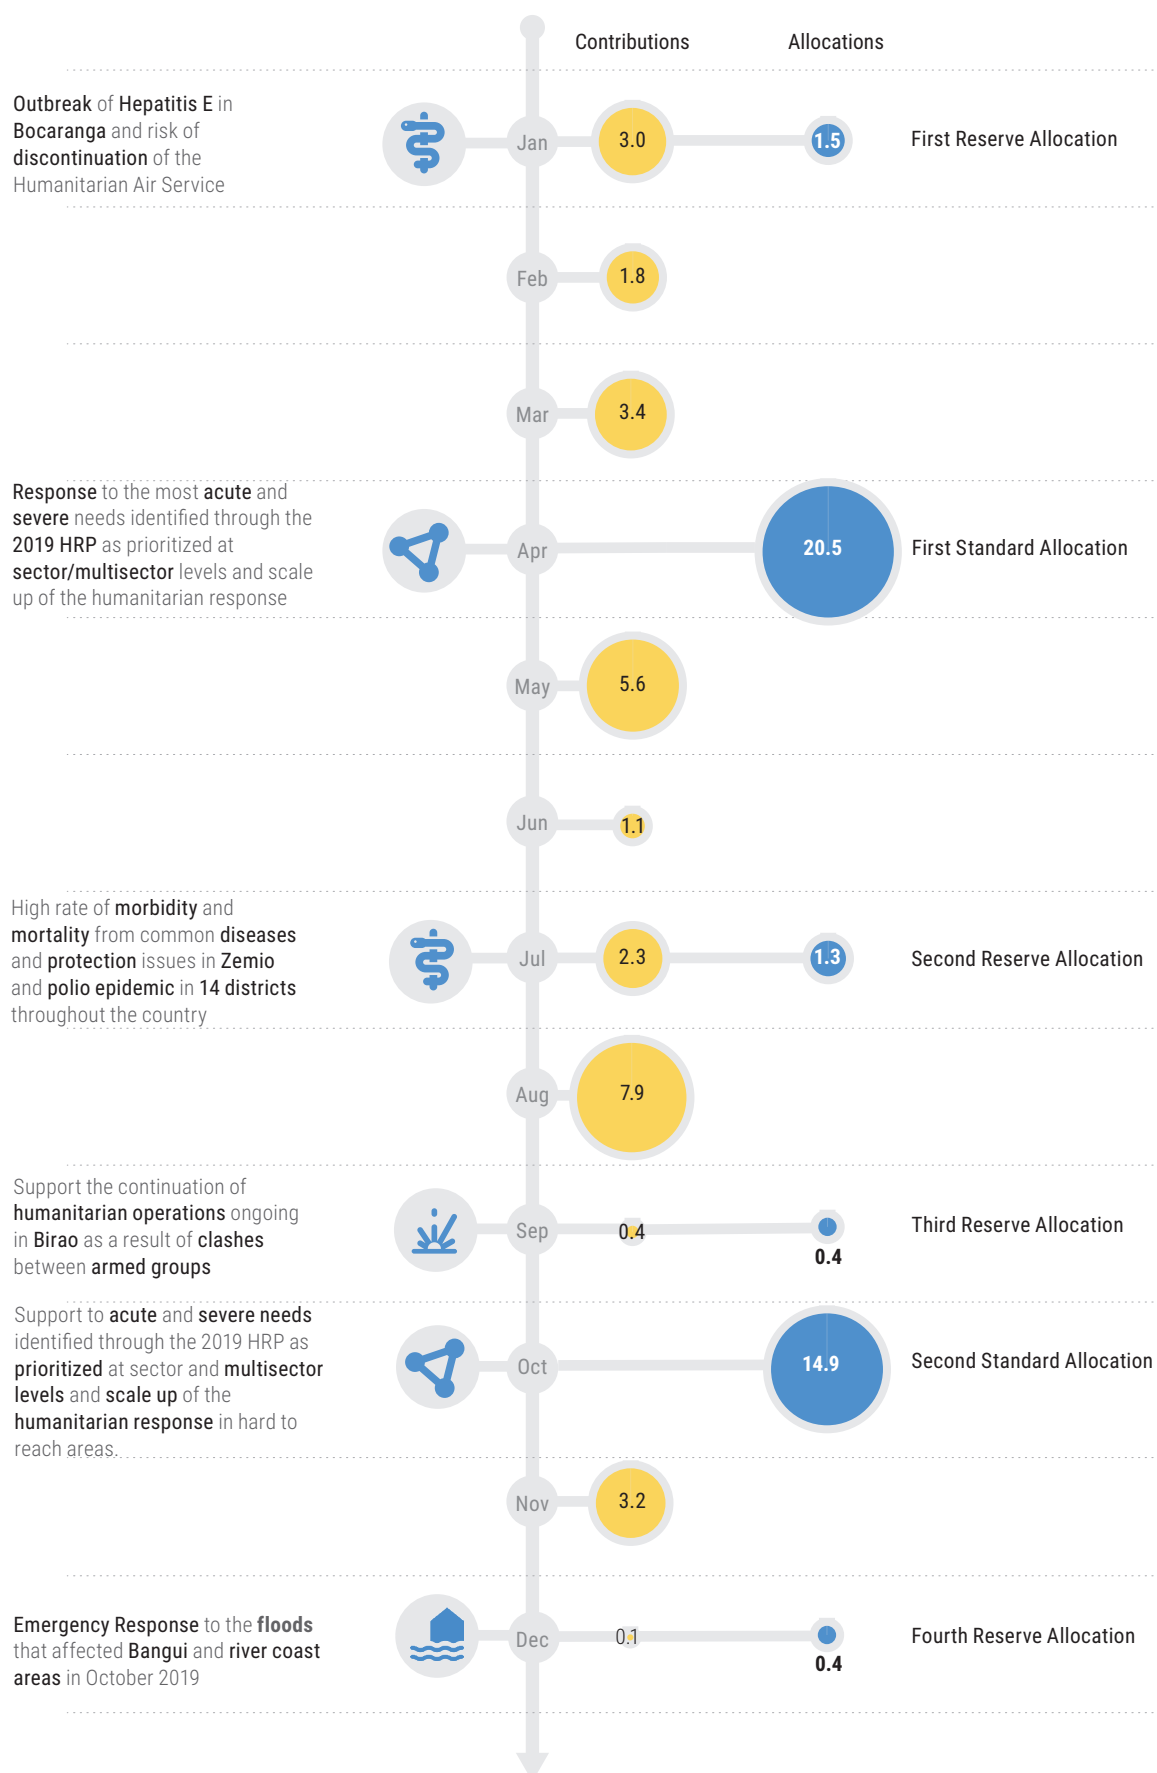 Contributions
Allocations
Outbreak of Hepatitis E in
Bocaranga and risk of
discontinuation of the
Humanitarian Air Service
Jan
3.0
1.5
First Reserve Allocation
Feb
1.8
Mar
3.4
Response to the most acute and
severe needs identified through the
2019 HRP as prioritized at
sector/multisector levels and scale
up of the humanitarian response
Apr
20.5
First Standard Allocation
May
5.6
Jun
1.1
High rate of morbidity and
mortality from common diseases
and protection issues in Zemio
and polio epidemic in 14 districts
throughout the country
Jul
2.3
1.3
Second Reserve Allocation
Aug
7.9
Support the continuation of
humanitarian operations ongoing
in Birao as a result of clashes
between armed groups
Sep
0.4
0.4
Third Reserve Allocation
Support to acute and severe needs
identified through the 2019 HRP as
prioritized at sector and multisector
levels and scale up of the
humanitarian response in hard to
reach areas.
Oct
14.9
Second Standard Allocation
Nov
3.2
Emergency Response to the floods
that affected Bangui and river coast
areas in October 2019
Dec
0.1
0.4
Fourth Reserve Allocation